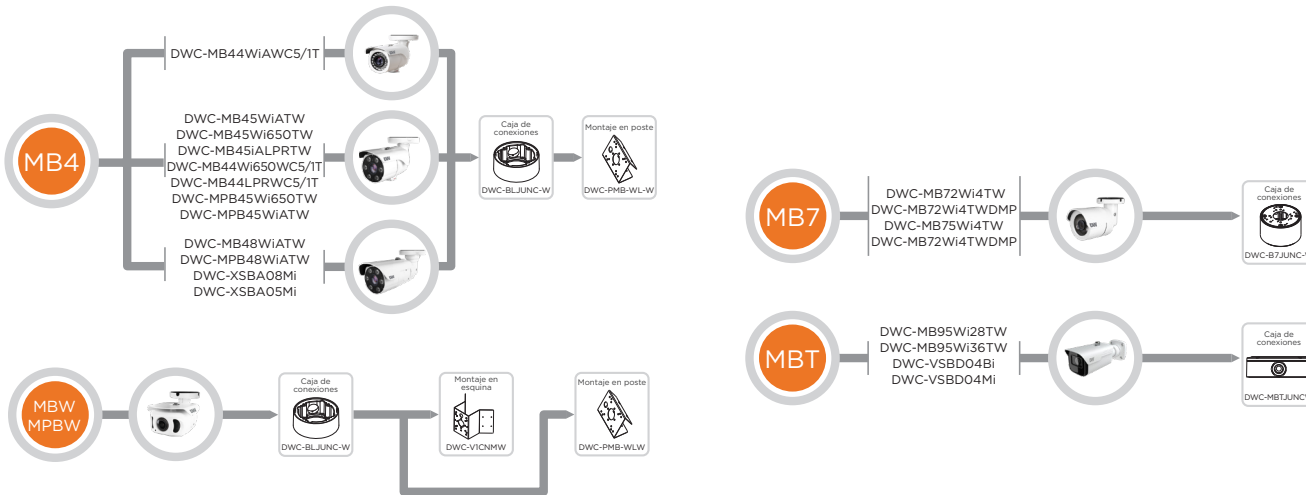 MB4
DWC-MB44WiAWC5/1T
DWC-MB45WiATW
DWC-MB45Wi650TW
DWC-MB45iALPRTW
DWC-MB44Wi650WC5/1T
DWC-MB44LPRWC5/1T
DWC-MPB45Wi650TW
DWC-MPB45WiATW
DWC-MB48WiATW
DWC-MPB48WiATW
DWC-XSBA08Mi
DWC-XSBA05Mi
Caja de
conexiones
DWC-BLJUNC-W
Montaje en poste
DWC-PMB-WL-W
MBW
MPBW
Caja de
conexiones
DWC-BLJUNC-W
Montaje en
esquina
DWC-V1CNMW
Montaje en poste
DWC-PMB-WLW
MB7
DWC-MB72Wi4TW
DWC-MB72Wi4TWDMP
DWC-MB75Wi4TW
DWC-MB72Wi4TWDMP
Caja de
conexiones
DWC-B7JUNC-
MBT
DWC-MB95Wi28TW
DWC-MB95Wi36TW
DWC-VSBD04Bi
DWC-VSBD04Mi
Caja de
conexiones
DWC-MBTJUNC